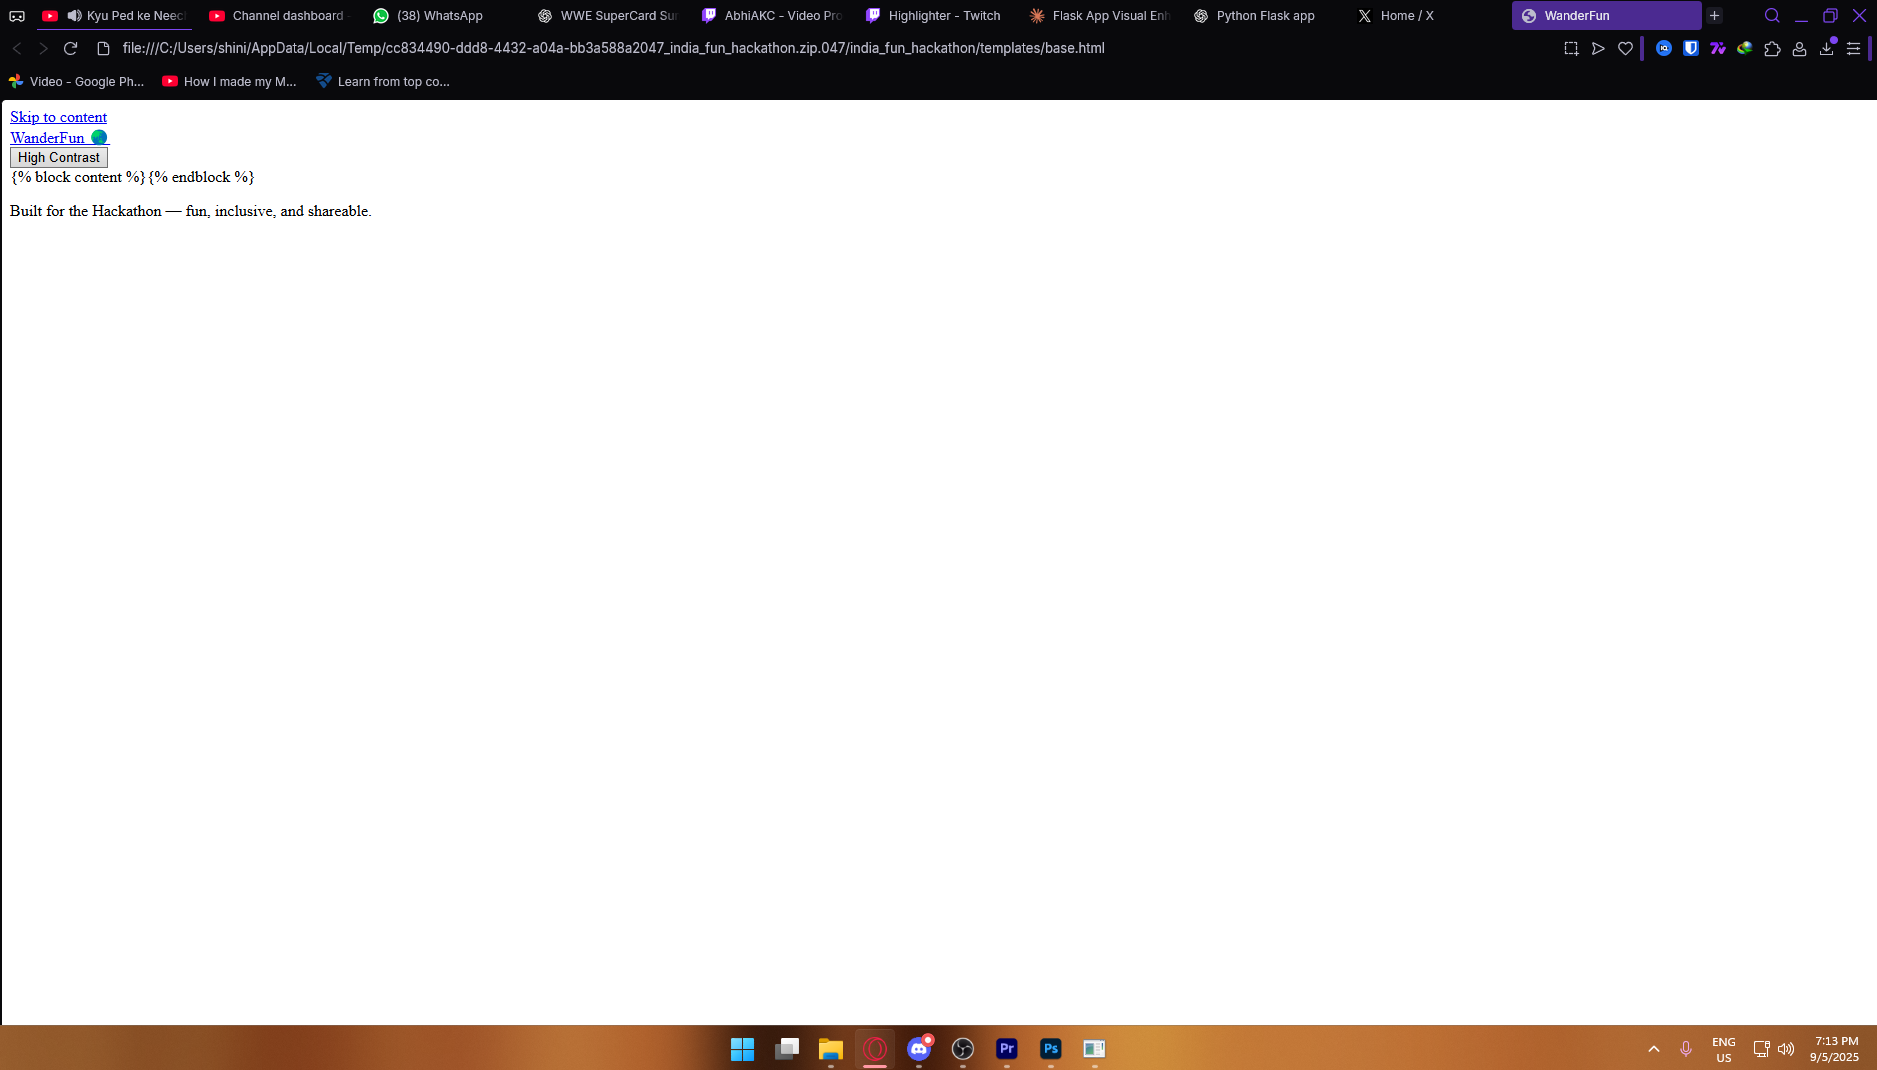 Kyu Ped ke Neec
Channel dashboard -
(38) WhatsApp
WWE SuperCard Sur
AbhiAKC - Video Pro
Highlighter - Twitch
Flask App Visual Enh
Python Flask app
Home / X
WanderFun
file:///C:/Users/shini/AppData/Local/Temp/cc834490-ddd8-4432-a04a-bb3a588a2047_india_fun_hackathon.zip.047/india_fun_hackathon/templates/base.html
Video - Google Ph...
How I made my M...
Learn from top co...
Skip to content
WanderFun
High Contrast
{% block content %}{% endblock %}
Built for the Hackathon — fun, inclusive, and shareable.
Pr
Ps
ENG
US
7:13 PM
9/5/2025